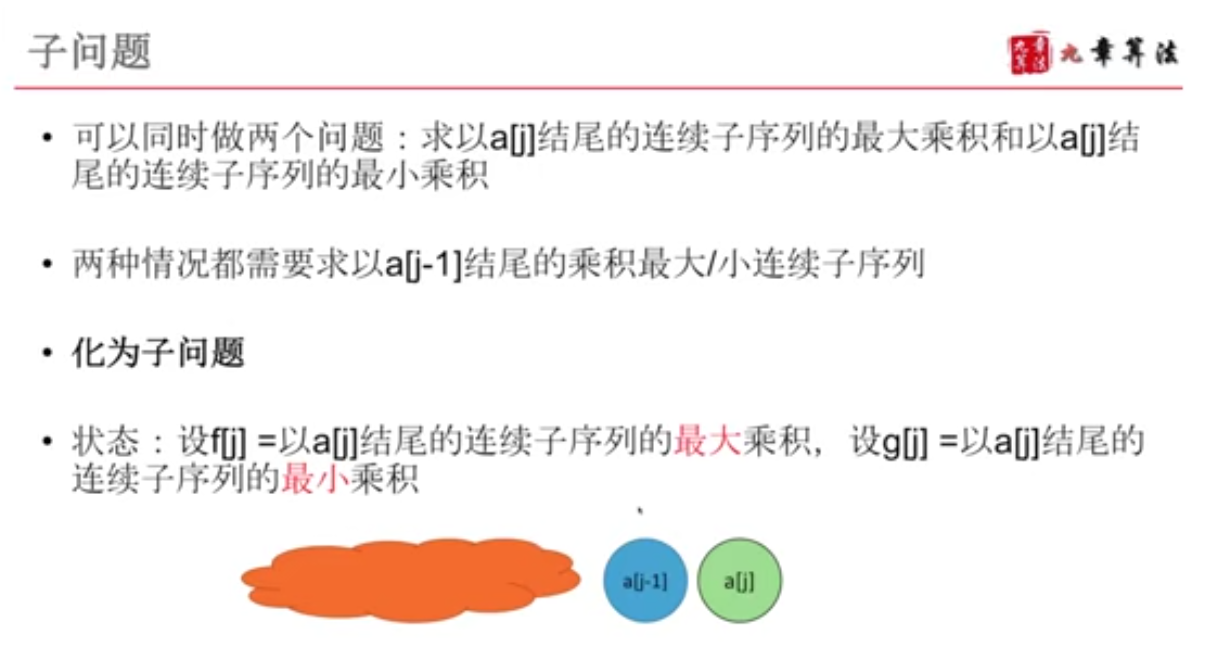 子问题
九章算法
九章算法
• 可以同时做两个问题：求以a[j]结尾的连续子序列的最大乘积和以a[j]结
尾的连续子序列的最小乘积
• 两种情况都需要求以a[j-1]结尾的乘积最大/小连续子序列
• 化为子问题
• 状态：设f[j] =以a[j]结尾的连续子序列的最大乘积，设g[j] =以a[j]结尾的
连续子序列的最小乘积
a[j-1]
a[j]